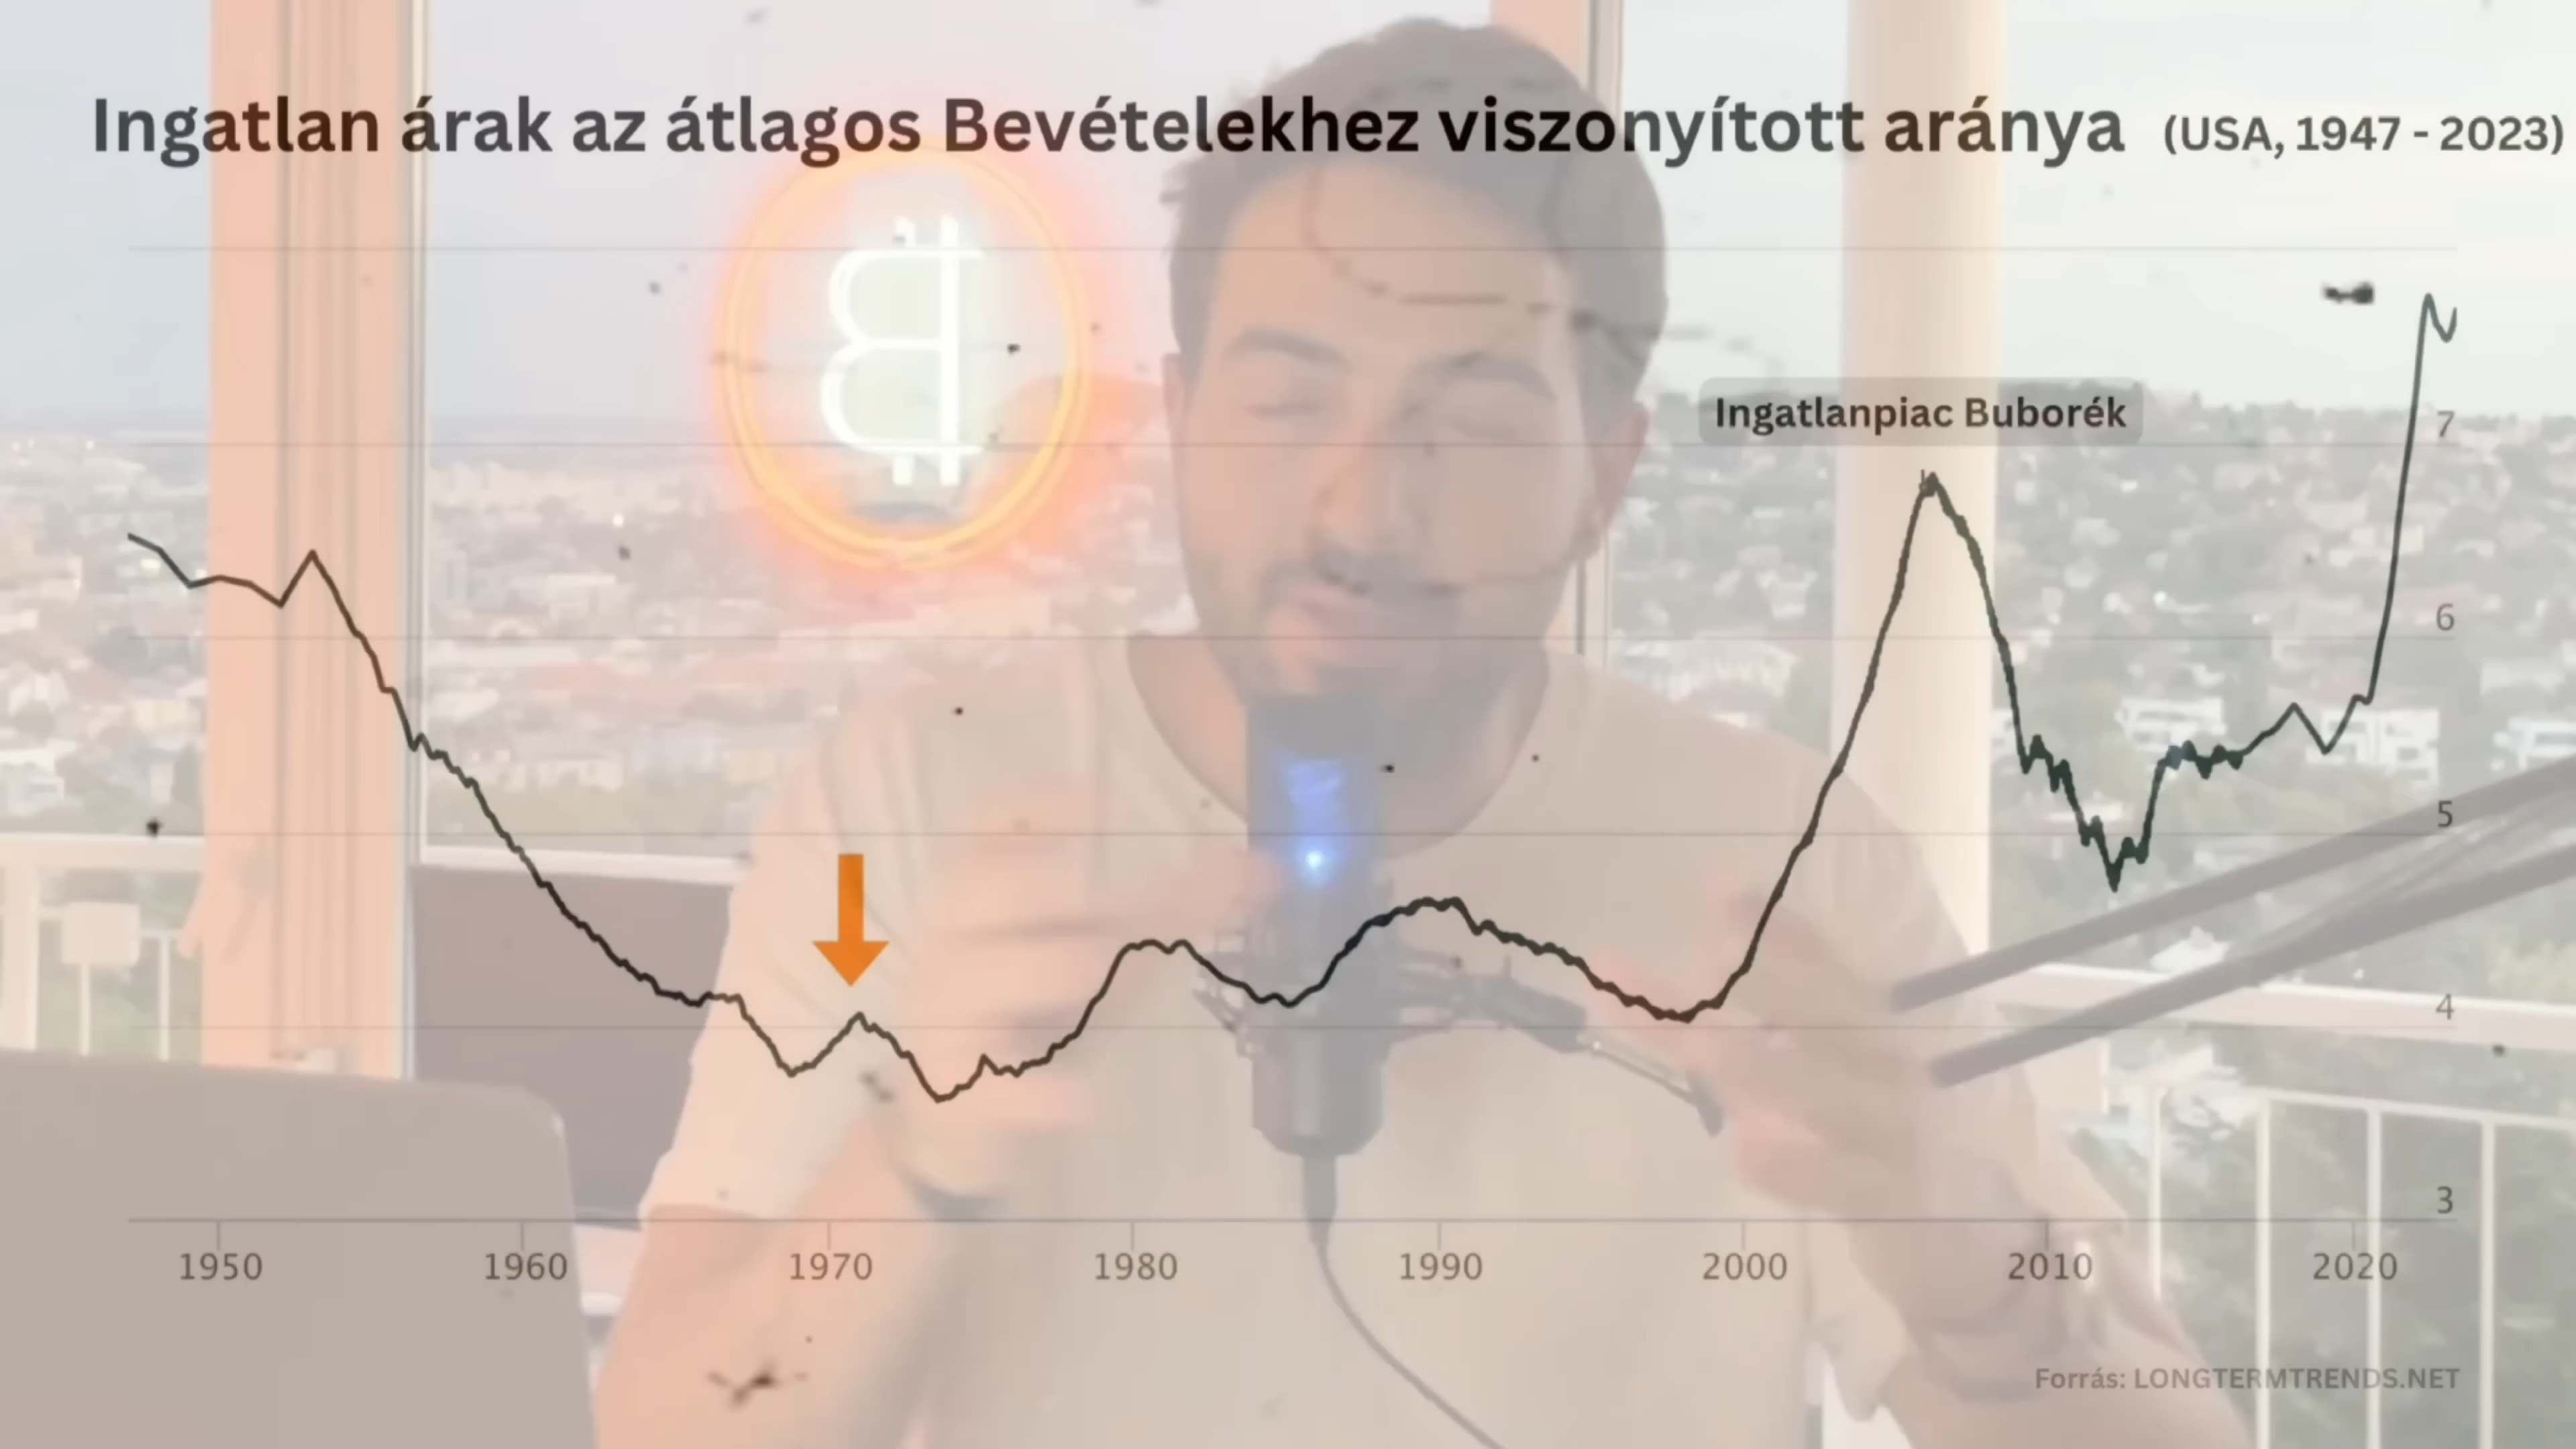 Ingatlan árak az átlagos Bevételekhez viszonyított aránya (USA, 1947 - 2023)
Ingatlanpiac Buborék
7
6
5
4
3
1950 1960 1970 1980 1990 2000 2010 2020
Forrás: LONGTERMTRENDS.NET